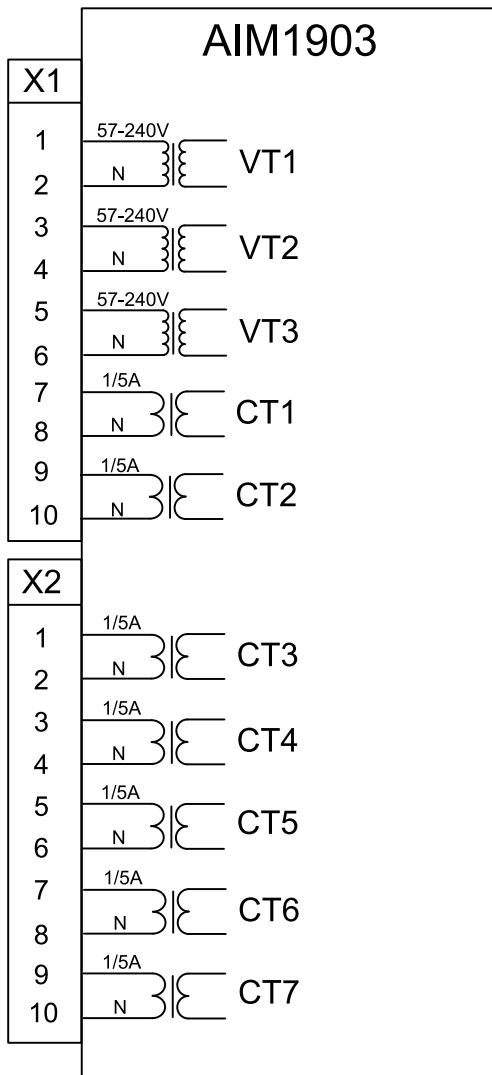 AIM1903
X1
1 57-240V
VT1
2 N
3 57-240V
VT2
4 N
5 57-240V
VT3
6 N
7 1/5A
CT1
8 N
9 1/5A
CT2
10 N
X2
1 1/5A
CT3
2 N
3 1/5A
CT4
4 N
5 1/5A
CT5
6 N
7 1/5A
CT6
8 N
9 1/5A
CT7
10 N